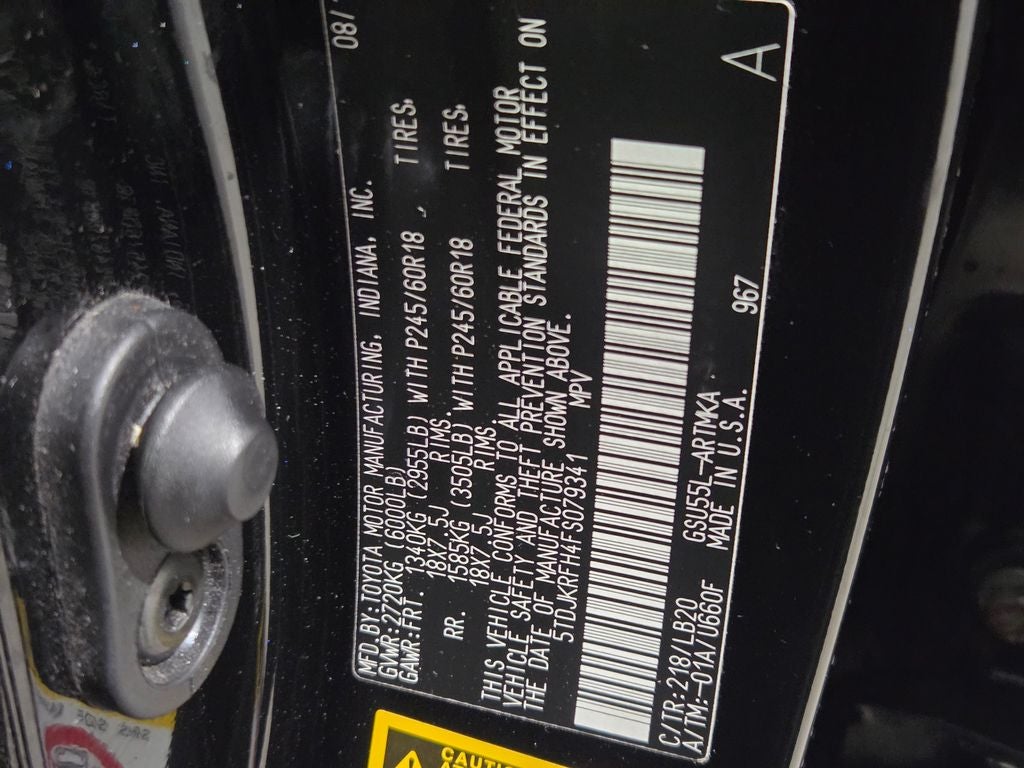 MFD.BY:TOYOTA MOTOR MANUFACTURING, INDIANA, INC. 08/
GVWR:2720KG (6000LB)
GAWR:FRT. 1340KG (2955LB) WITH P245/60R18 TIRES,
18X7.5J RIMS,
RR. 1585KG (3505LB) WITH P245/60R18 TIRES,
18X7.5J RIMS.
THIS VEHICLE CONFORMS TO ALL APPLICABLE FEDERAL MOTOR
VEHICLE SAFETY AND THEFT PREVENTION STANDARDS IN EFFECT ON
THE DATE OF MANUFACTURE SHOWN ABOVE.
5TDJKRFH4FS079341 MPV
C/TR:218/LB20 GSU55L-ARTMKA 967 A
A/TM:-01A/U660F MADE IN U.S.A.
CAUTION